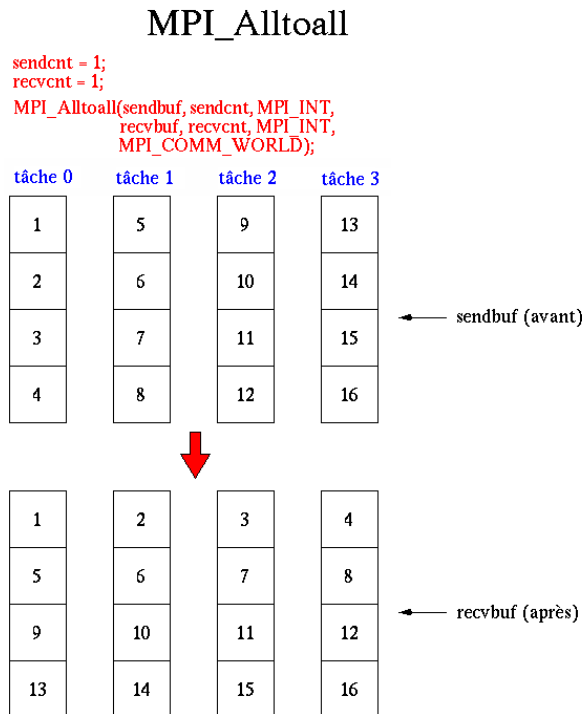 MPI_Alltoall
sendcnt = 1;
recvcnt = 1;
MPI_Alltoall(sendbuf, sendcnt, MPI_INT,
recvbuf, recvcnt, MPI_INT,
MPI_COMM_WORLD);
tâche 0 tâche 1 tâche 2 tâche 3
1 5 9 13
2 6 10 14
sendbuf (avant)
3 7 11 15
4 8 12 16
1 2 3 4
5 6 7 8
recvbuf (après)
9 10 11 12
13 14 15 16